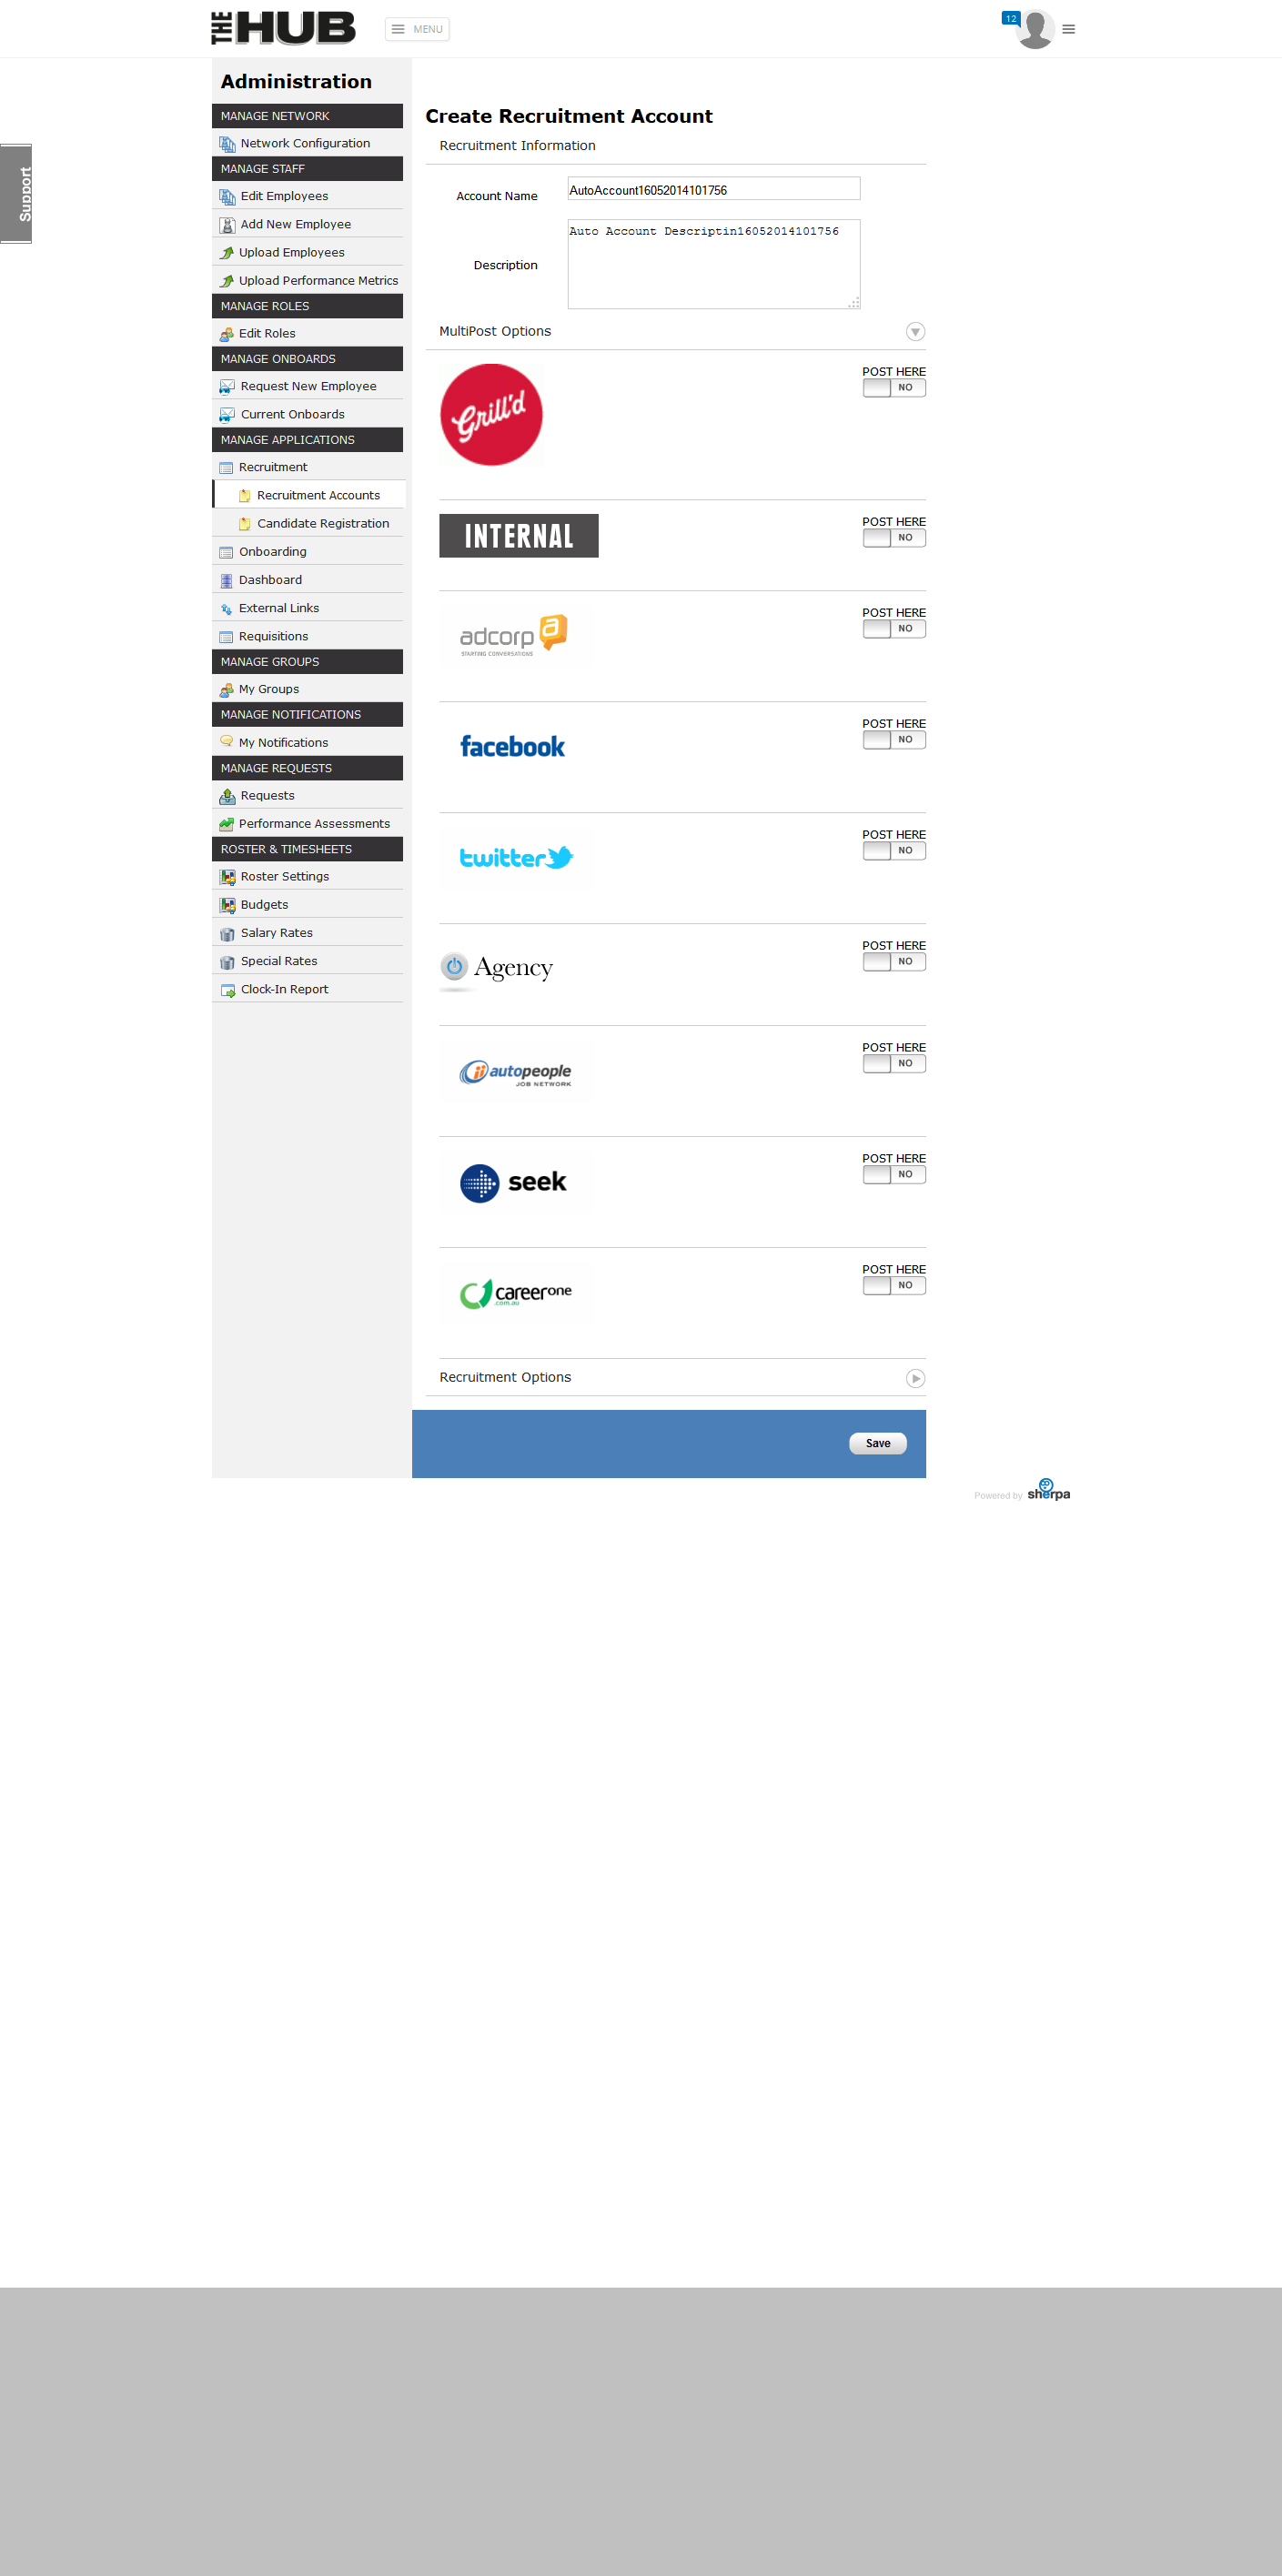 THE HUB
MENU
12
Support
Administration
MANAGE NETWORK
Network Configuration
MANAGE STAFF
Edit Employees
Add New Employee
Upload Employees
Upload Performance Metrics
MANAGE ROLES
Edit Roles
MANAGE ONBOARDS
Request New Employee
Current Onboards
MANAGE APPLICATIONS
Recruitment
Recruitment Accounts
Candidate Registration
Onboarding
Dashboard
External Links
Requisitions
MANAGE GROUPS
My Groups
MANAGE NOTIFICATIONS
My Notifications
MANAGE REQUESTS
Requests
Performance Assessments
ROSTER & TIMESHEETS
Roster Settings
Budgets
Salary Rates
Special Rates
Clock-In Report
Create Recruitment Account
Recruitment Information
Account Name
AutoAccount16052014101756
Description
Auto Account Descriptin16052014101756
MultiPost Options
Grill'd
POST HERE
NO
INTERNAL
POST HERE
NO
adcorp a
STARTING CONVERSATIONS
POST HERE
NO
facebook
POST HERE
NO
twitter
POST HERE
NO
Agency
POST HERE
NO
autopeople
JOB NETWORK
POST HERE
NO
seek
POST HERE
NO
careerone
.com.au
POST HERE
NO
Recruitment Options
Save
Powered by sherpa